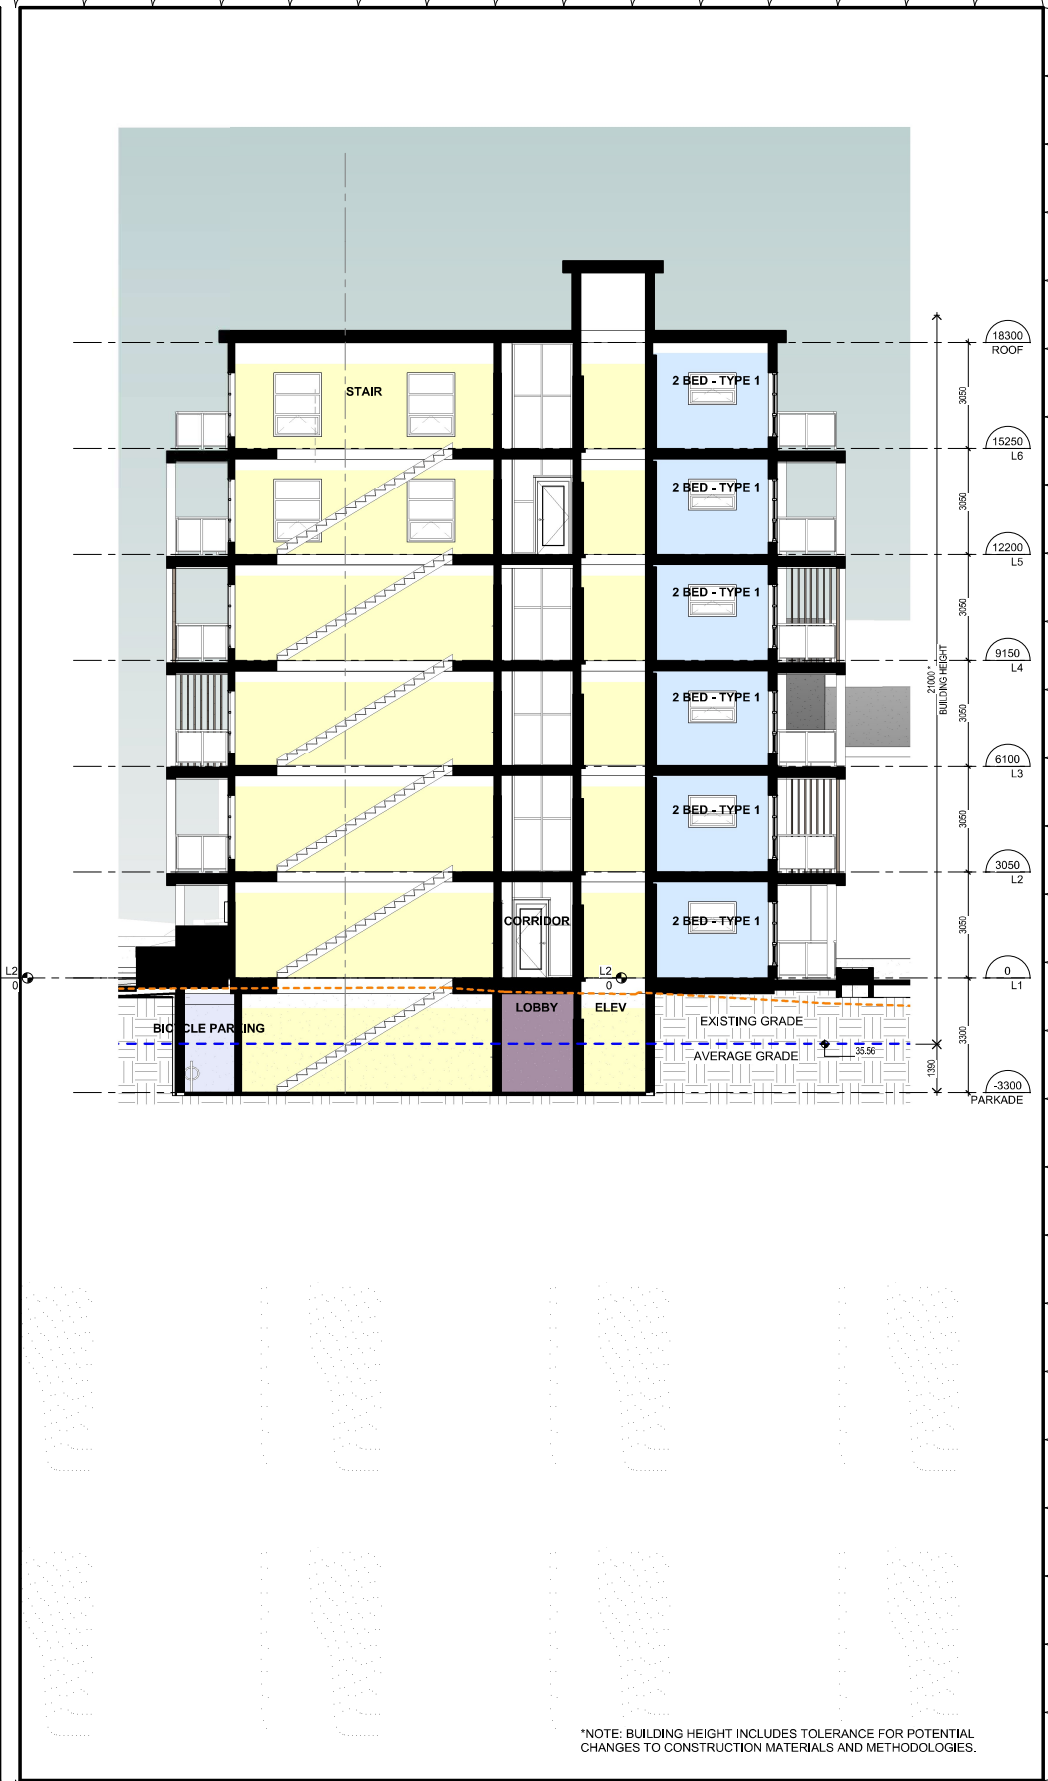 18300
ROOF
STAIR
2 BED - TYPE 1
3050
15250
L6
2 BED - TYPE 1
3050
12200
L5
2 BED - TYPE 1
3050
9150
L4
21000*
BUILDING HEIGHT
2 BED - TYPE 1
3050
6100
L3
2 BED - TYPE 1
3050
3050
L2
CORRIDOR
2 BED - TYPE 1
3050
L2
0
L2
0
0
L1
LOBBY
ELEV
EXISTING GRADE
BICYCLE PARKING
3300
AVERAGE GRADE
35.56
1390
-3300
PARKADE
*NOTE: BUILDING HEIGHT INCLUDES TOLERANCE FOR POTENTIAL
CHANGES TO CONSTRUCTION MATERIALS AND METHODOLOGIES.